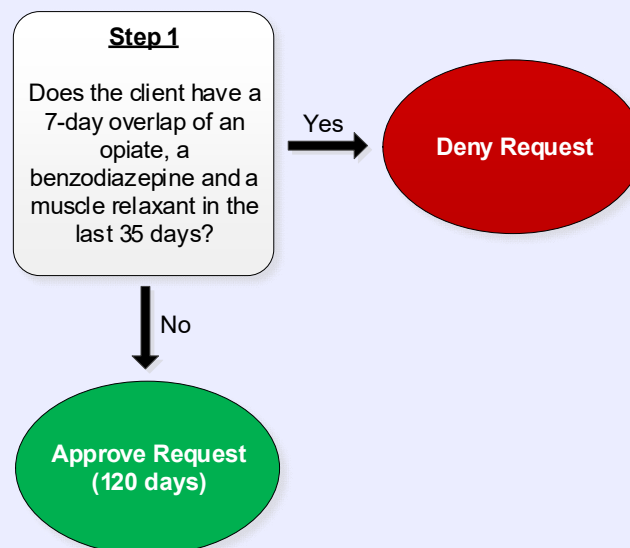 Step 1
Does the client have a
7-day overlap of an
opiate, a
benzodiazepine and a
muscle relaxant in the
last 35 days?
Yes
Deny Request
No
Approve Request
(120 days)